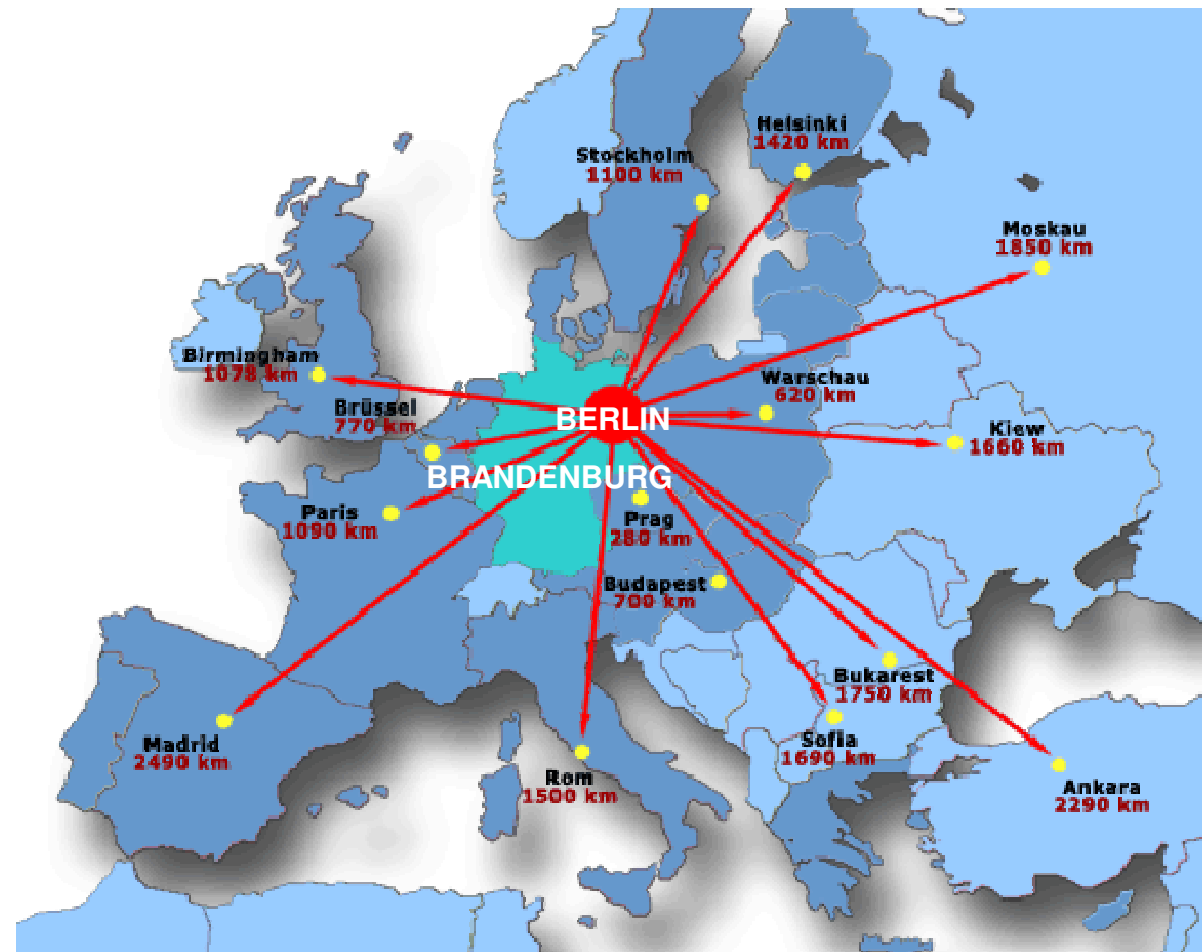 Helsinki
1420 km
Stockholm
1100 km
Moskau
1850 km
Birmingham
1078 km
Warschau
620 km
Brüssel
770 km
BERLIN
Kiew
1660 km
BRANDENBURG
Paris
1090 km
Prag
280 km
Budapest
700 km
Bukarest
1750 km
Madrid
2490 km
Sofia
1690 km
Rom
1500 km
Ankara
2290 km